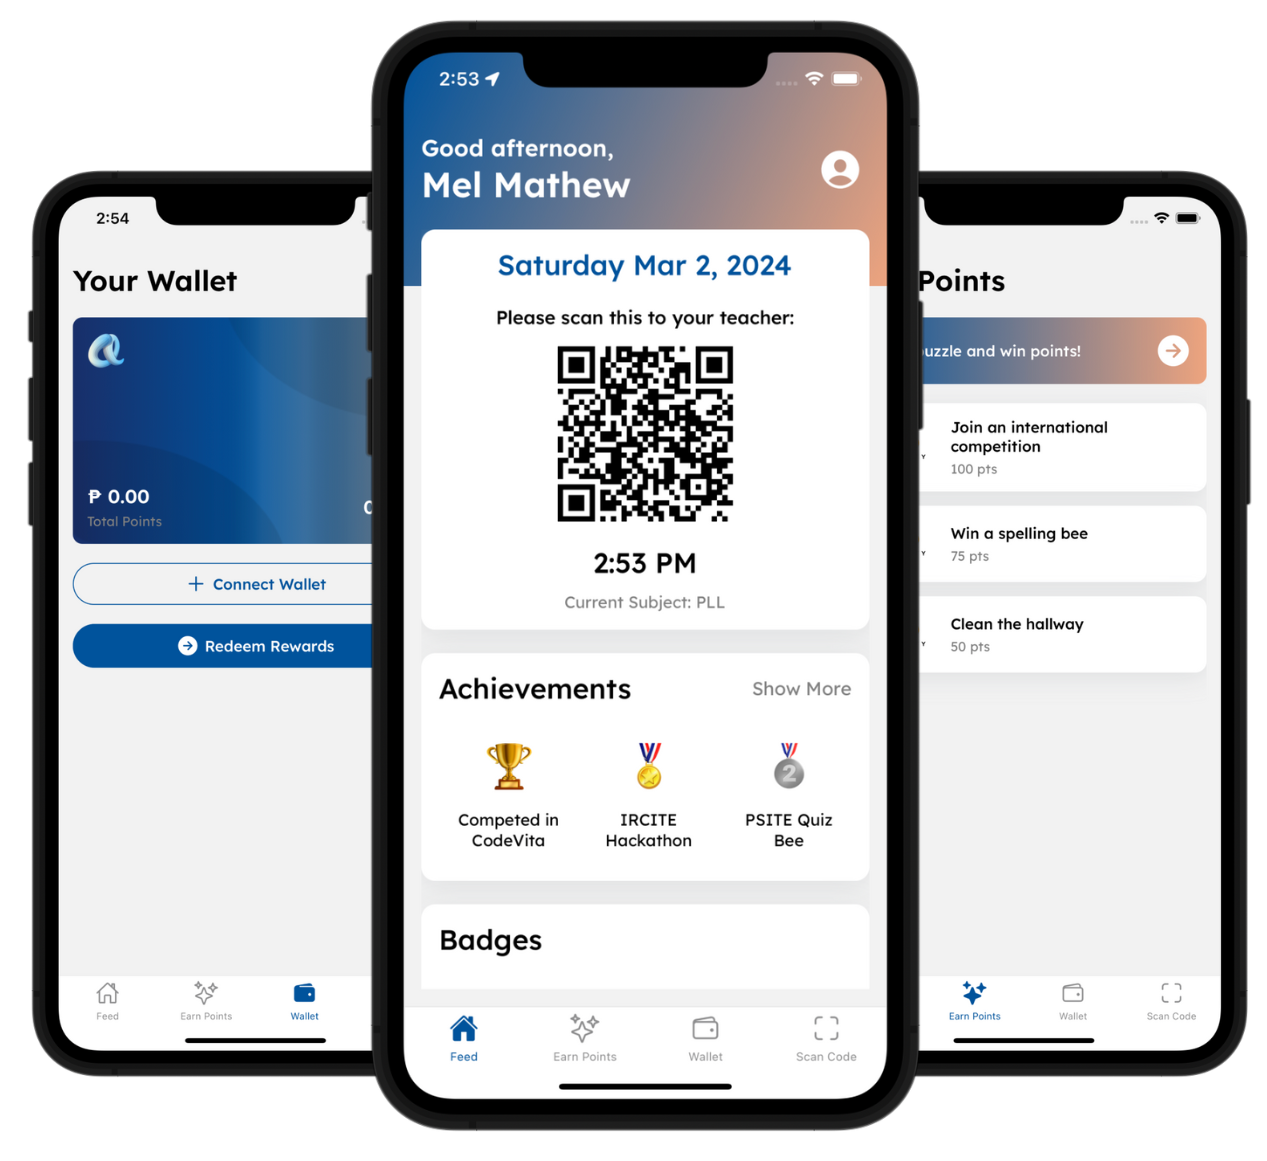 2:54
Your Wallet
₱ 0.00
Total Points
Connect Wallet
Redeem Rewards
Feed
Earn Points
Wallet
2:53
Good afternoon,
Mel Mathew
Saturday Mar 2, 2024
Please scan this to your teacher:
2:53 PM
Current Subject: PLL
Achievements
Show More
2
Competed in
CodeVita
IRCITE
Hackathon
PSITE Quiz
Bee
Badges
Feed
Earn Points
Wallet
Scan Code
Points
and win points!
Join an international
competition
100 pts
Win a spelling bee
75 pts
Clean the hallway
50 pts
Earn Points
Wallet
Scan Code